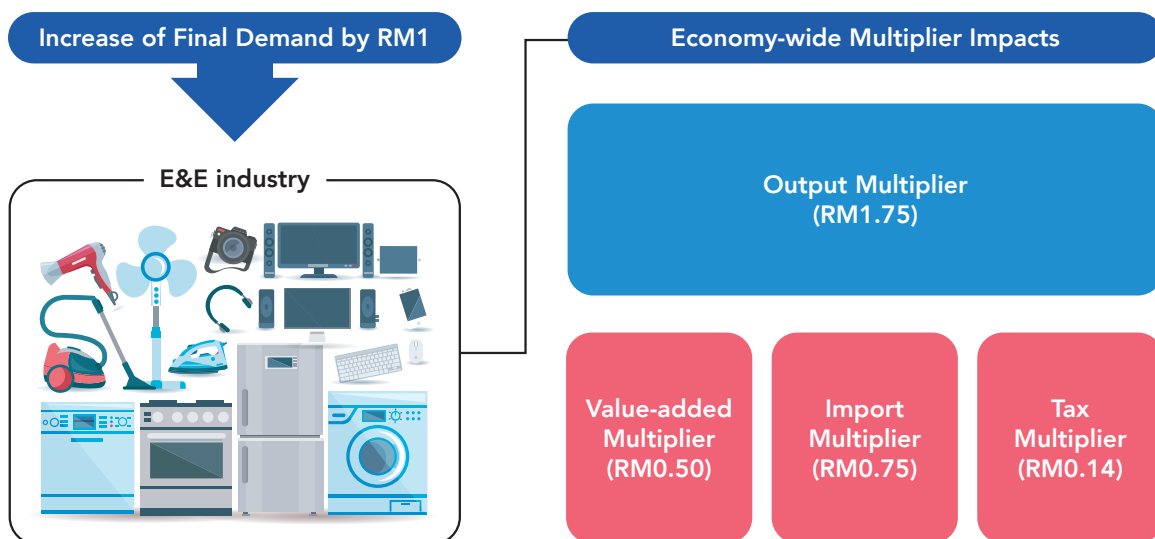 Increase of Final Demand by RM1
Economy-wide Multiplier Impacts
E&E industry
Output Multiplier
(RM1.75)
Value-added
Multiplier
(RM0.50)
Import
Multiplier
(RM0.75)
Tax
Multiplier
(RM0.14)